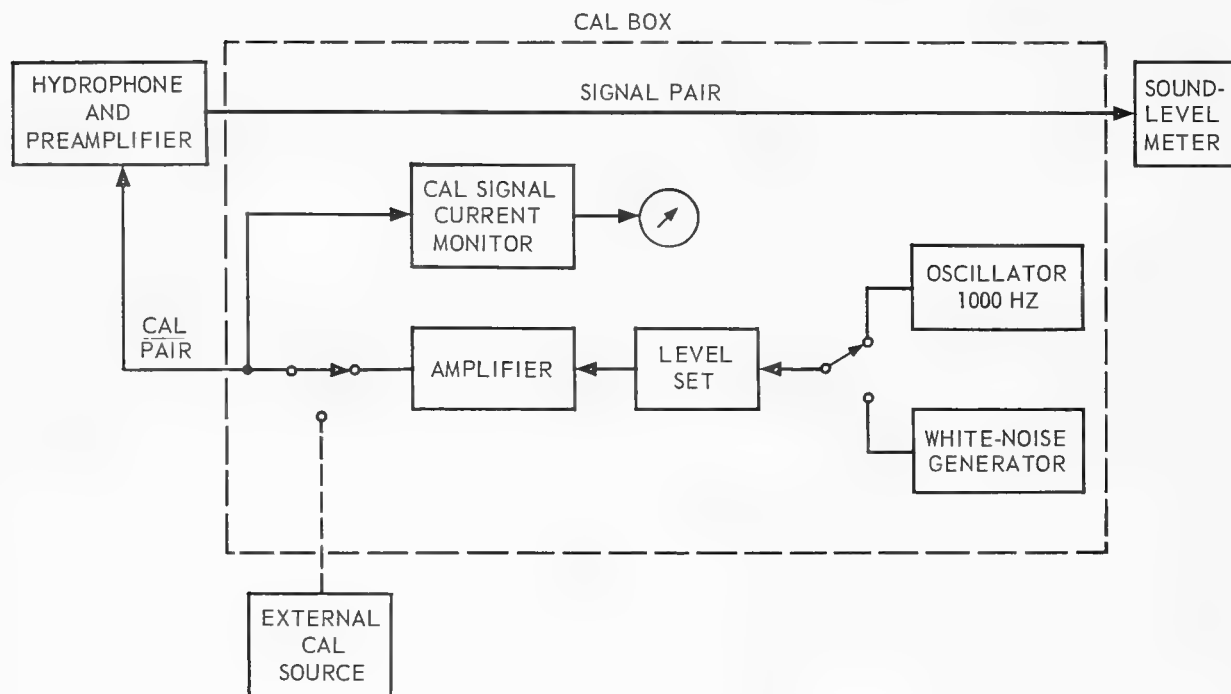 CAL BOX
HYDROPHONE
AND
PREAMPLIFIER
SIGNAL PAIR
SOUND-
LEVEL
METER
CAL SIGNAL
CURRENT
MONITOR
OSCILLATOR
1000 HZ
CAL
PAIR
AMPLIFIER
LEVEL
SET
WHITE-NOISE
GENERATOR
EXTERNAL
CAL
SOURCE